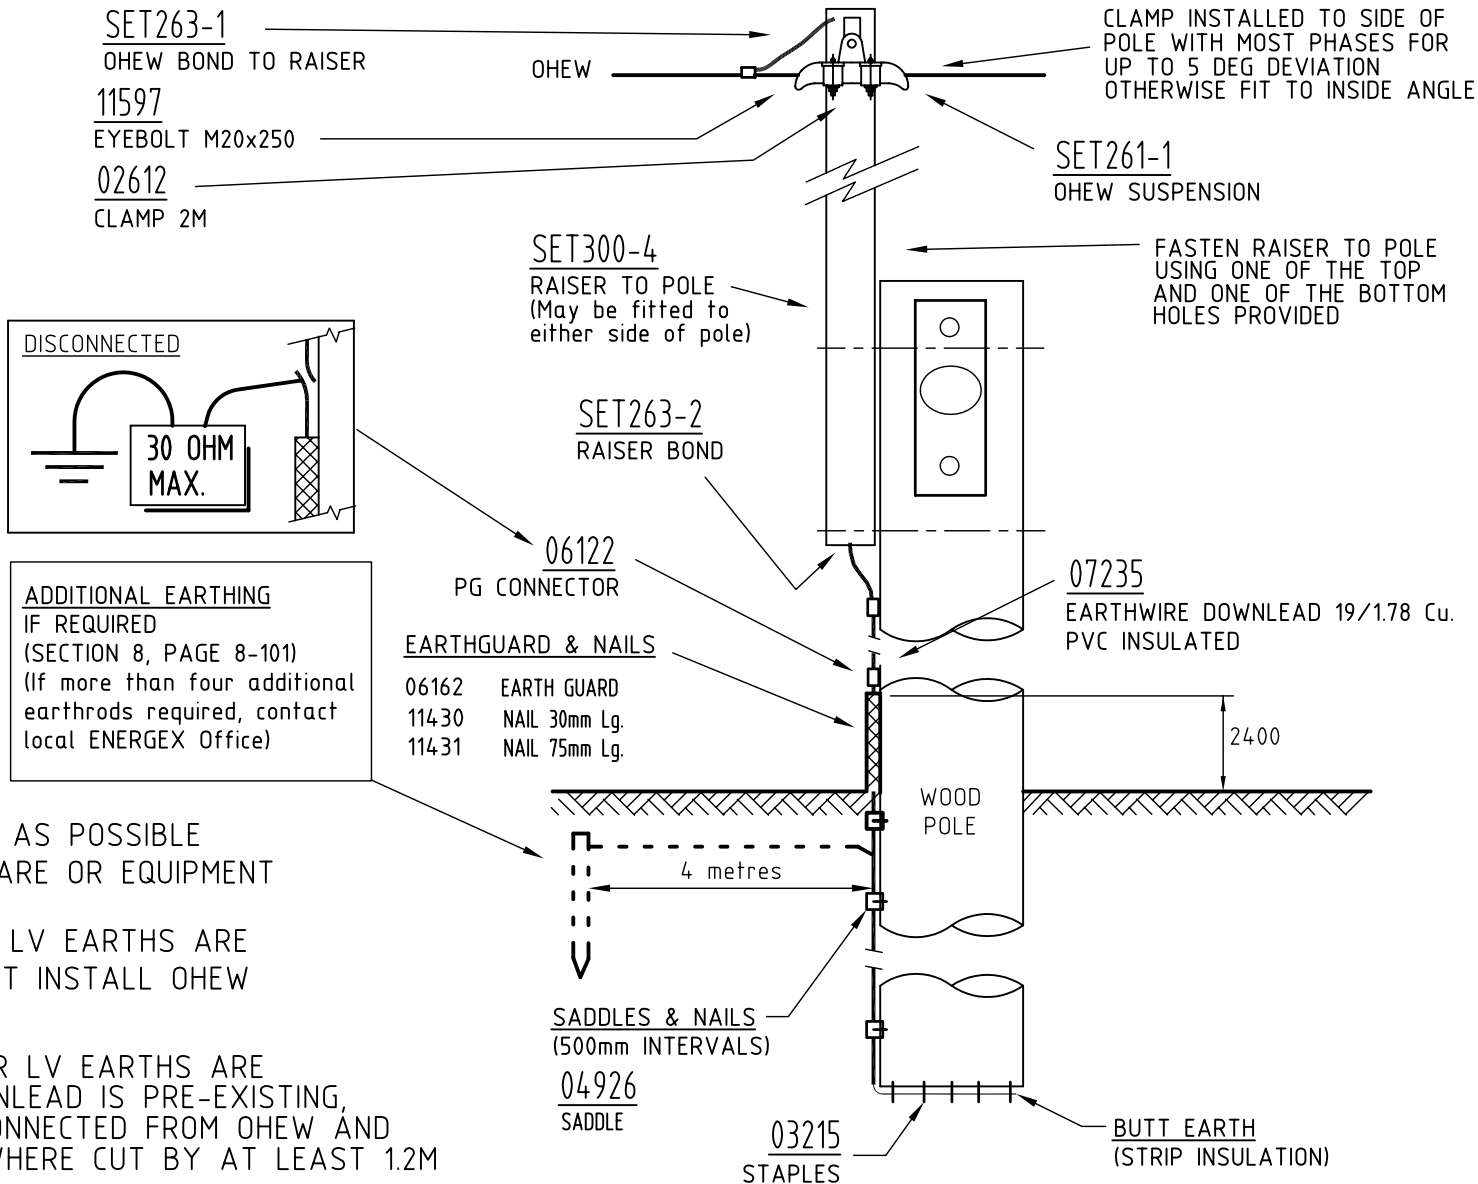 SET263-1
OHEW BOND TO RAISER
11597
EYEBOLT M20x250
02612
CLAMP 2M
OHEW
CLAMP INSTALLED TO SIDE OF
POLE WITH MOST PHASES FOR
UP TO 5 DEG DEVIATION
OTHERWISE FIT TO INSIDE ANGLE
SET261-1
OHEW SUSPENSION
SET300-4
RAISER TO POLE
(May be fitted to
either side of pole)
FASTEN RAISER TO POLE
USING ONE OF THE TOP
AND ONE OF THE BOTTOM
HOLES PROVIDED
DISCONNECTED
30 OHM
MAX.
SET263-2
RAISER BOND
06122
PG CONNECTOR
07235
EARTHWIRE DOWNLEAD 19/1.78 Cu.
PVC INSULATED
ADDITIONAL EARTHING
IF REQUIRED
(SECTION 8, PAGE 8-101)
(If more than four additional
earthrods required, contact
local ENERGEX Office)
EARTHGUARD & NAILS
06162 EARTH GUARD
11430 NAIL 30mm Lg.
11431 NAIL 75mm Lg.
2400
WOOD
POLE
4 metres
AS POSSIBLE
ARE OR EQUIPMENT
LV EARTHS ARE
T INSTALL OHEW
R LV EARTHS ARE
NLEAD IS PRE-EXISTING,
ONNECTED FROM OHEW AND
WHERE CUT BY AT LEAST 1.2M
SADDLES & NAILS
(500mm INTERVALS)
04926
SADDLE
03215
STAPLES
BUTT EARTH
(STRIP INSULATION)